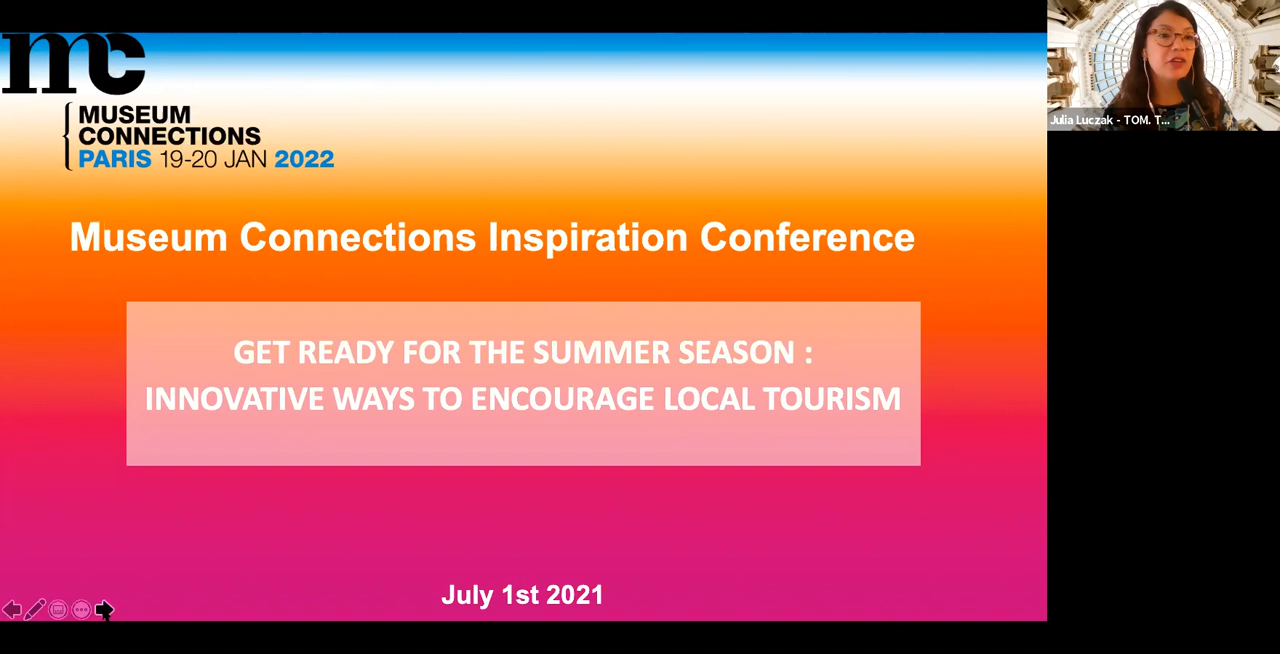 mc
MUSEUM
CONNECTIONS
PARIS 19-20 JAN 2022
Julia Luczak - TOM. T...
Museum Connections Inspiration Conference
GET READY FOR THE SUMMER SEASON :
INNOVATIVE WAYS TO ENCOURAGE LOCAL TOURISM
July 1st 2021